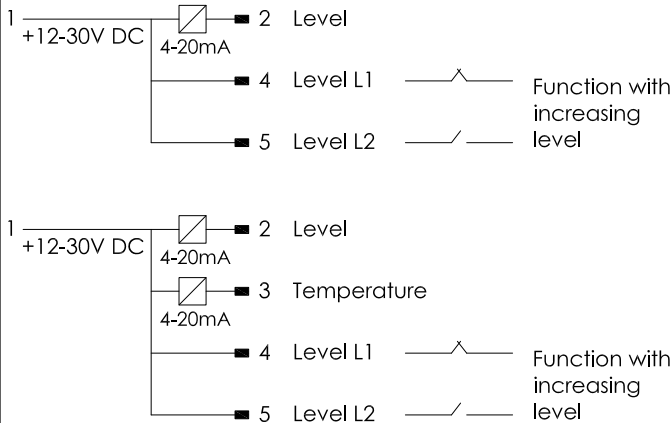 1 +12-30V DC 4-20mA 2 Level
4 Level L1
5 Level L2
Function with
increasing
level
1 +12-30V DC 4-20mA 2 Level
4-20mA 3 Temperature
4 Level L1
5 Level L2
Function with
increasing
level